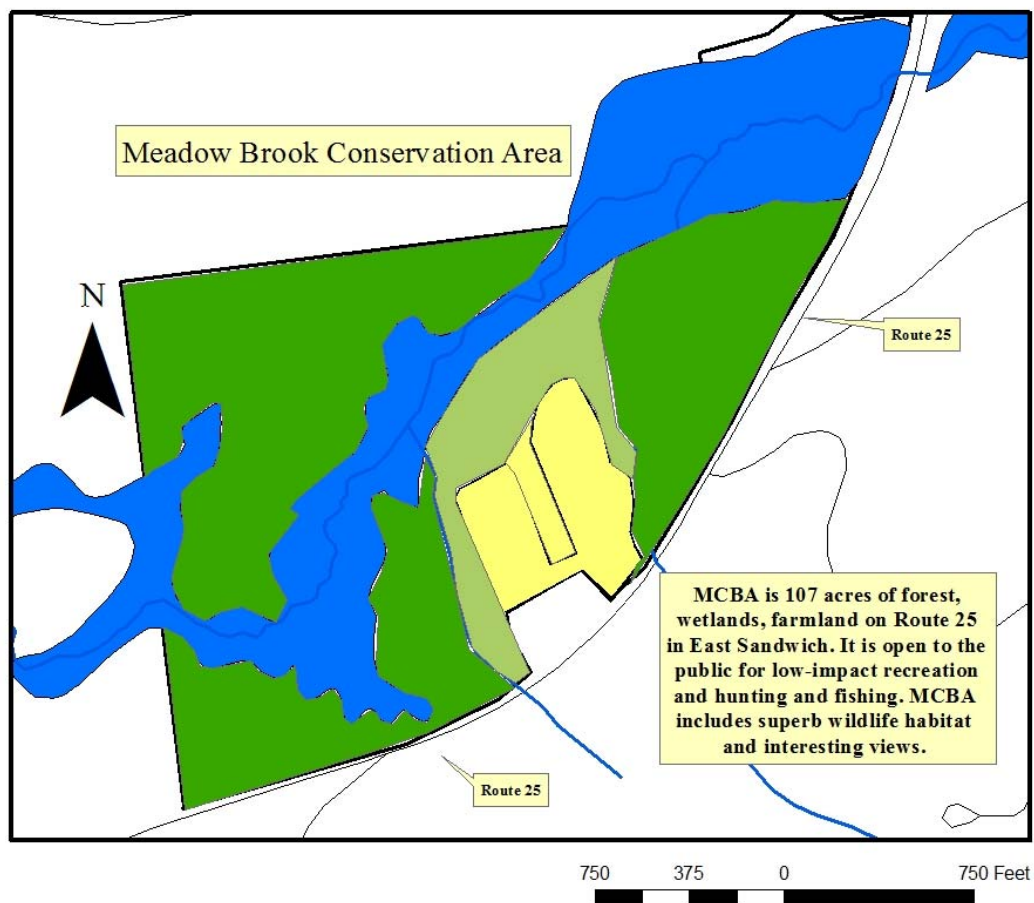 Meadow Brook Conservation Area
N
Route 25
MCBA is 107 acres of forest,
wetlands, farmland on Route 25
in East Sandwich. It is open to the
public for low-impact recreation
and hunting and fishing. MCBA
includes superb wildlife habitat
and interesting views.
Route 25
750 375 0 750 Feet